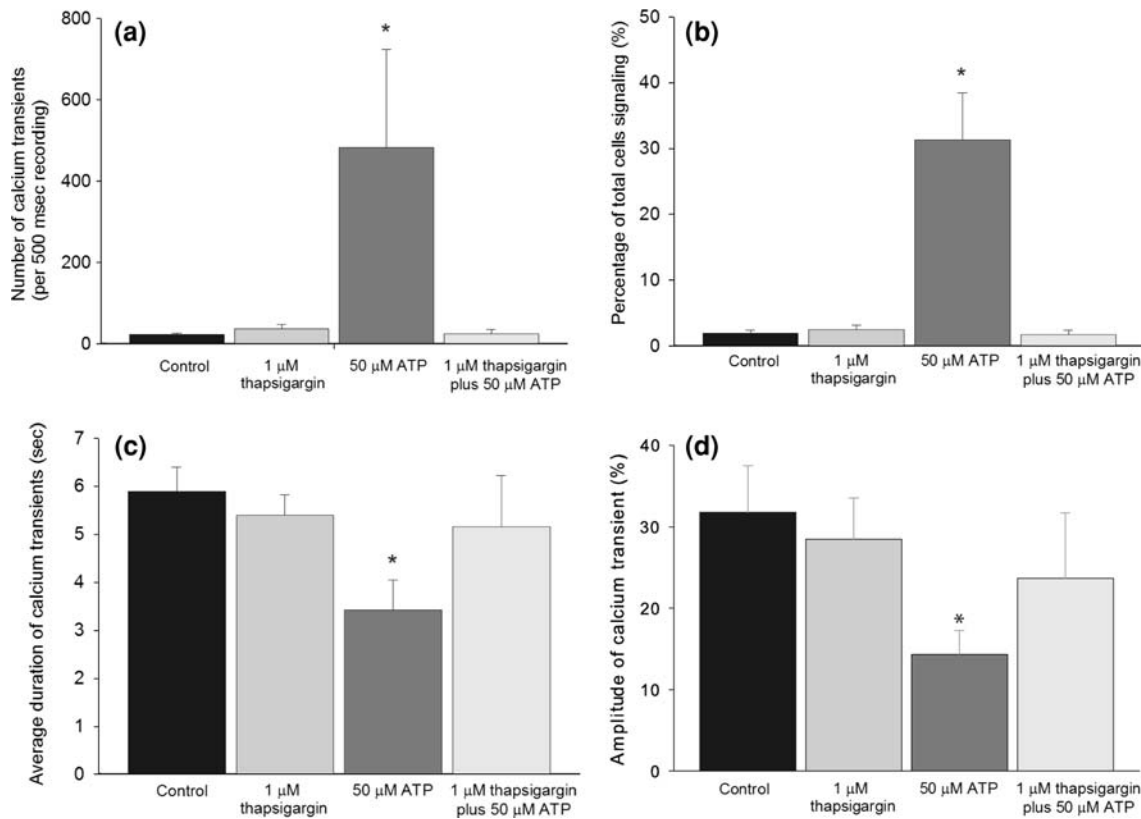 (a)
Number of calcium transients
(per 500 msec recording)
800
600
400
200
0
*
Control
1 μM
thapsigargin
50 μM ATP
1 μM thapsigargin
plus 50 μM ATP
(b)
Percentage of total cells signaling (%)
50
40
30
20
10
0
*
Control
1 μM
thapsigargin
50 μM ATP
1 μM thapsigargin
plus 50 μM ATP
(c)
Average duration of calcium transients (sec)
7
6
5
4
3
2
1
0
*
Control
1 μM
thapsigargin
50 μM ATP
1 μM thapsigargin
plus 50 μM ATP
(d)
Amplitude of calcium transient (%)
40
30
20
10
0
*
Control
1 μM
thapsigargin
50 μM ATP
1 μM thapsigargin
plus 50 μM ATP